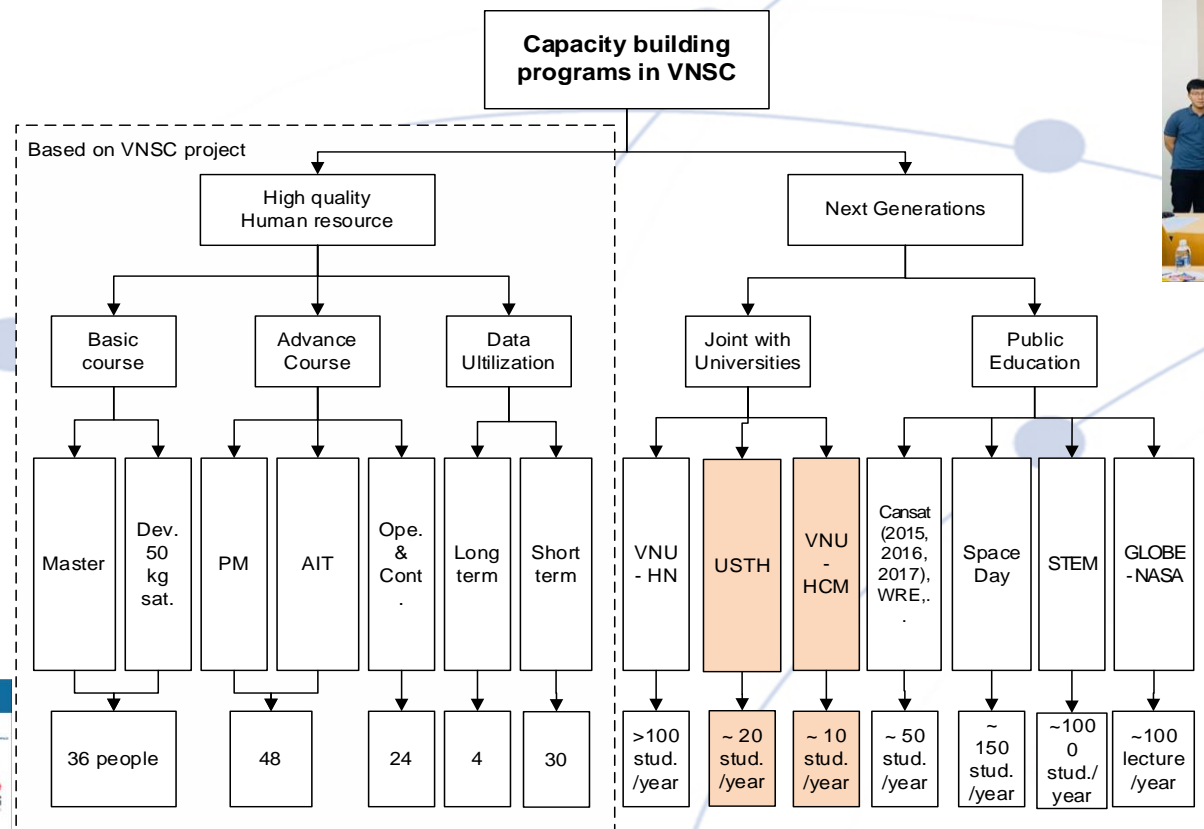 Capacity building
programs in VNSC
Based on VNSC project
High quality
Human resource
Next Generations
Basic
course
Advance
Course
Data
Ultilization
Joint with
Universities
Public
Education
Master
Dev.
50
kg
sat.
PM
AIT
Ope.
& 
Cont
.
Long
term
Short
term
VNU
- HN
USTH
VNU
-
HCM
Cansat
(2015,
2016,
2017),
WRE,.
.
Space
Day
STEM
GLOBE
-NASA
36 people
48
24
4
30
>100
stud.
/year
~ 20
stud.
/year
~ 10
stud.
/year
~ 50
stud.
/year
~
150
stud.
/year
~100
0
stud./
year
~100
lecture
/year